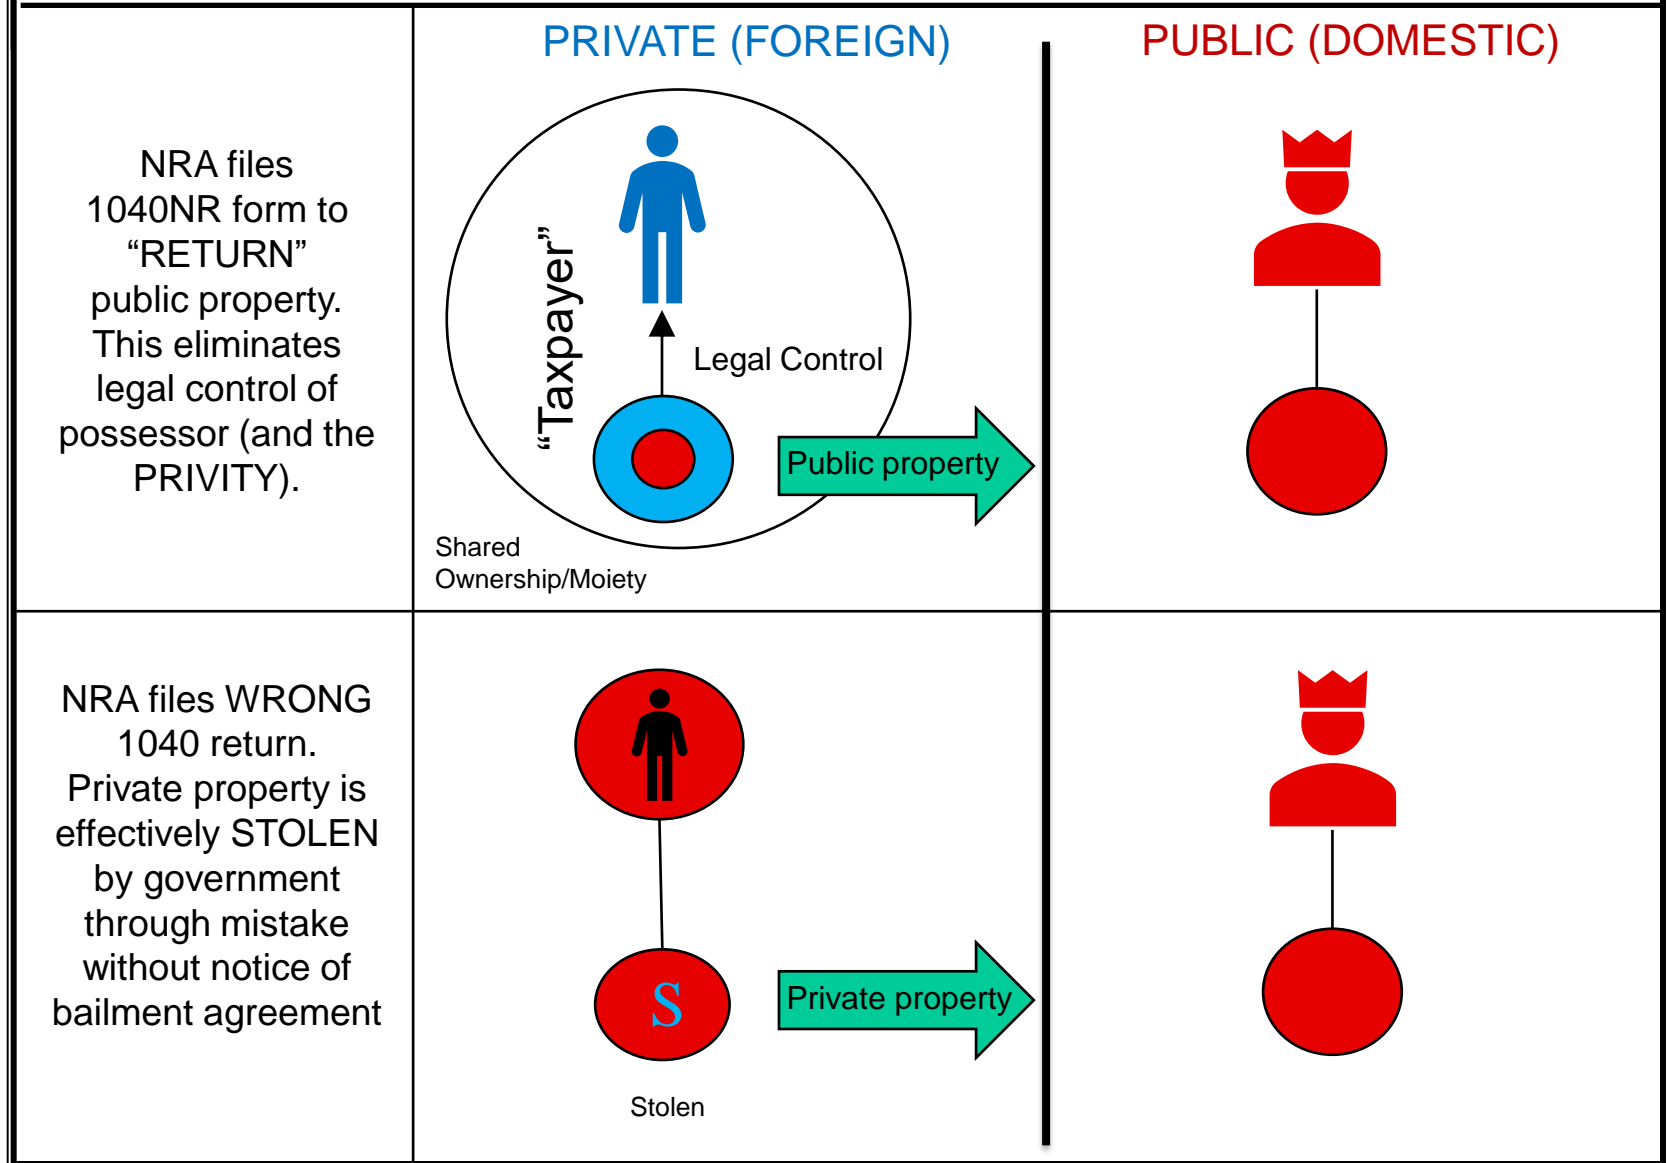 PRIVATE (FOREIGN)
PUBLIC (DOMESTIC)
NRA files
1040NR form to
“RETURN”
public property.
This eliminates
legal control of
possessor (and the
PRIVITY).
“Taxpayer”
Legal Control
Public property
Shared
Ownership/Moiety
NRA files WRONG
1040 return.
Private property is
effectively STOLEN
by government
through mistake
without notice of
bailment agreement
S
Private property
Stolen